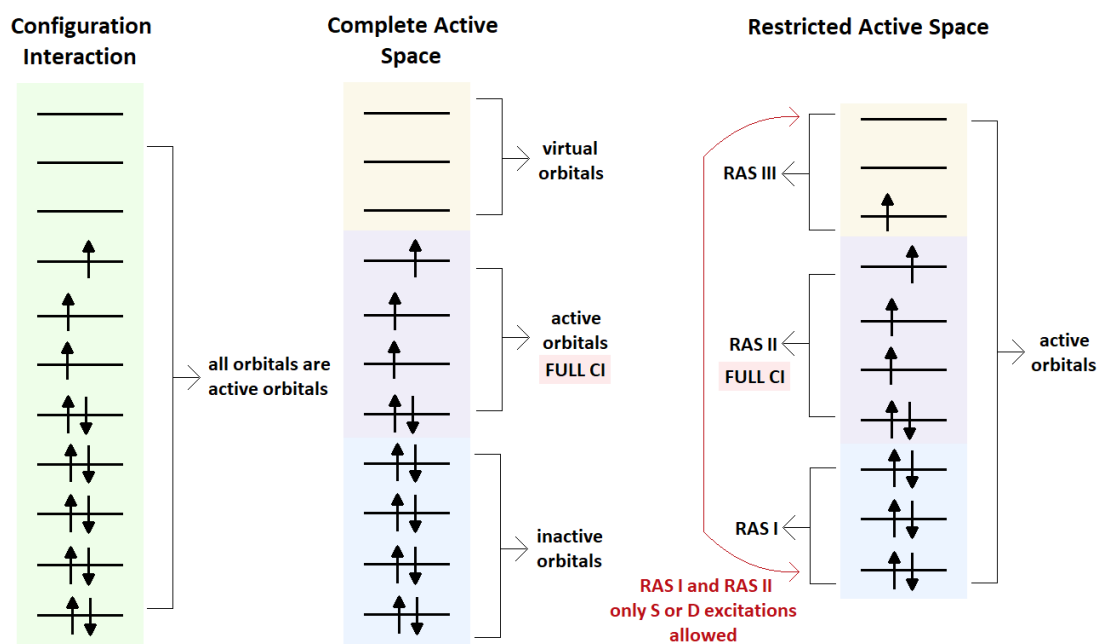 Configuration
Interaction
all orbitals are
active orbitals
Complete Active
Space
virtual
orbitals
active
orbitals
FULL CI
inactive
orbitals
Restricted Active Space
RAS III
RAS II
FULL CI
RAS I
active
orbitals
RAS I and RAS II
only S or D excitations
allowed